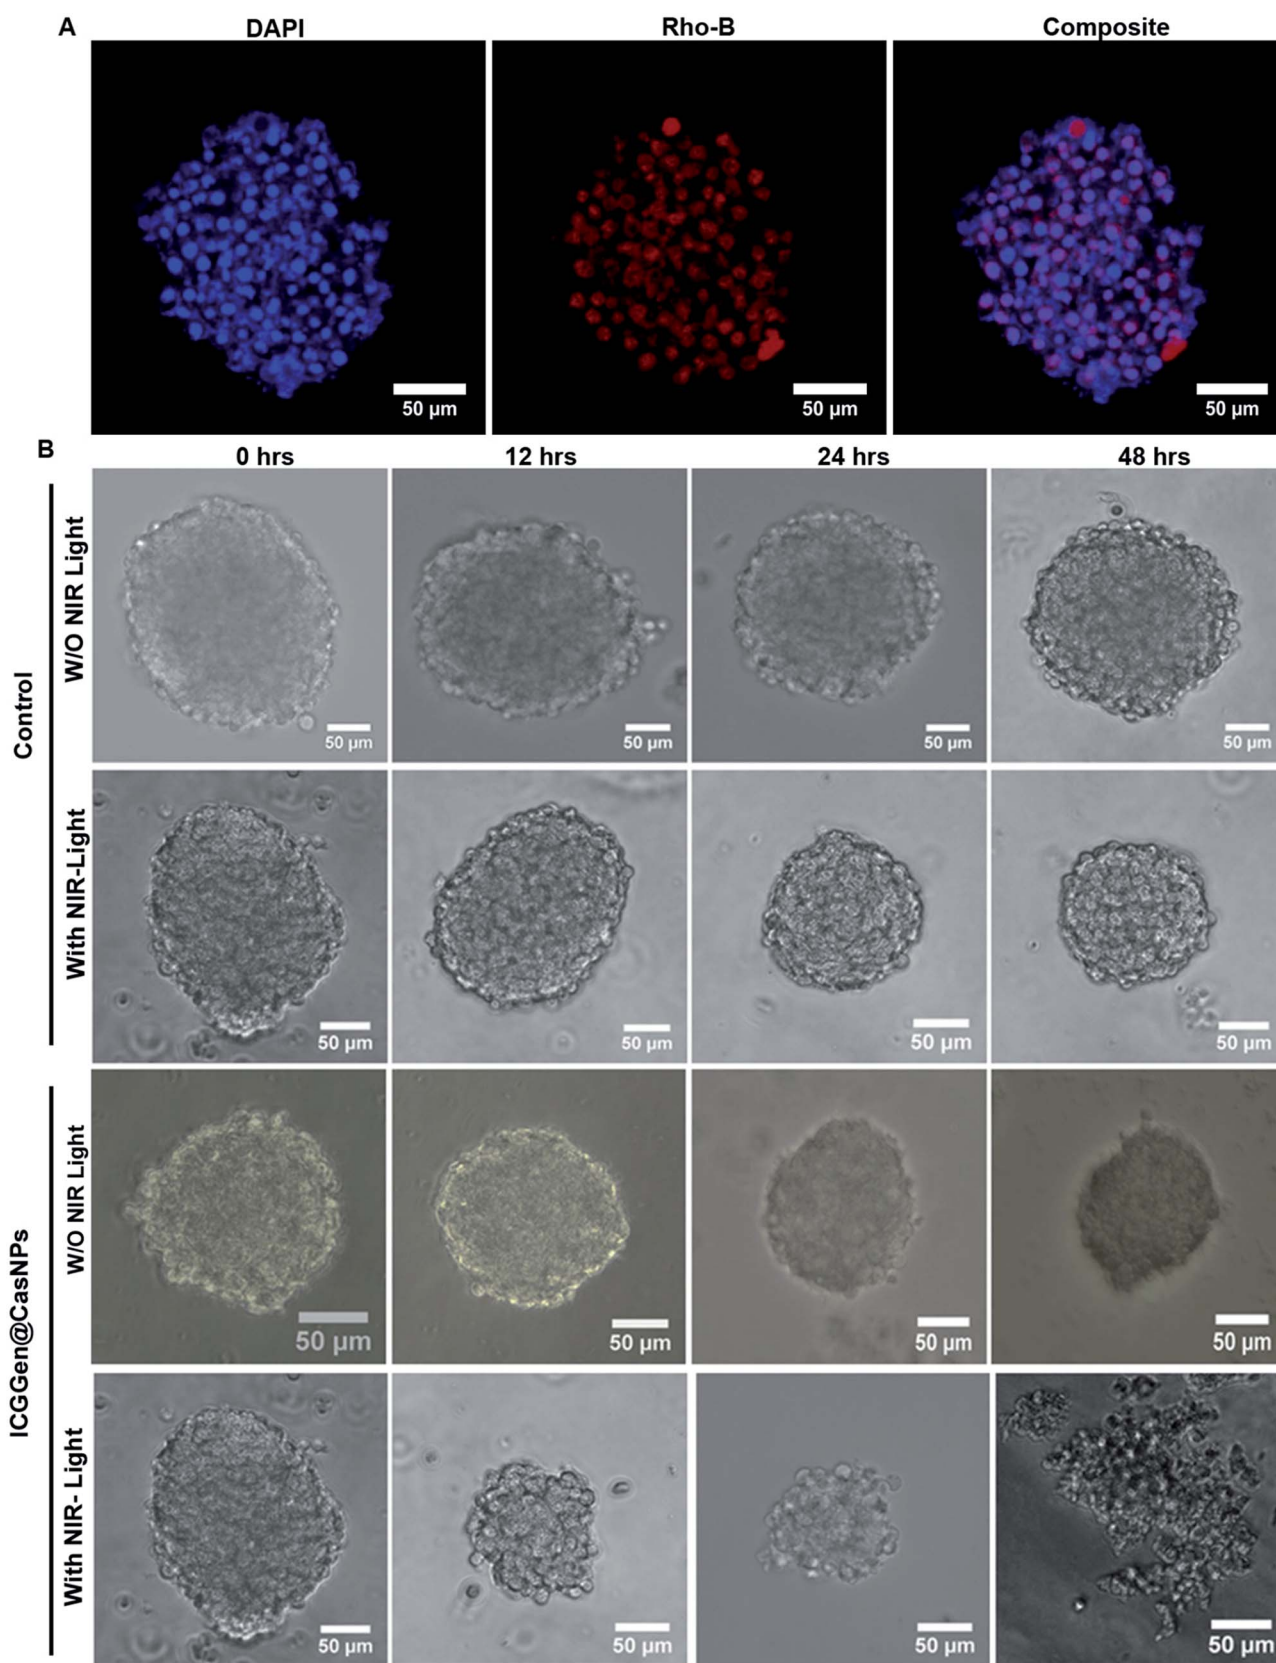 A
DAPI
Rho-B
Composite
50 µm
50 µm
50 µm
B
0 hrs
12 hrs
24 hrs
48 hrs
Control
W/O NIR Light
50 µm
50 µm
50 µm
50 µm
With NIR-Light
50 µm
50 µm
50 µm
50 µm
ICGGen@CasNPs
W/O NIR Light
50 µm
50 µm
50 µm
50 µm
With NIR- Light
50 µm
50 µm
50 µm
50 µm